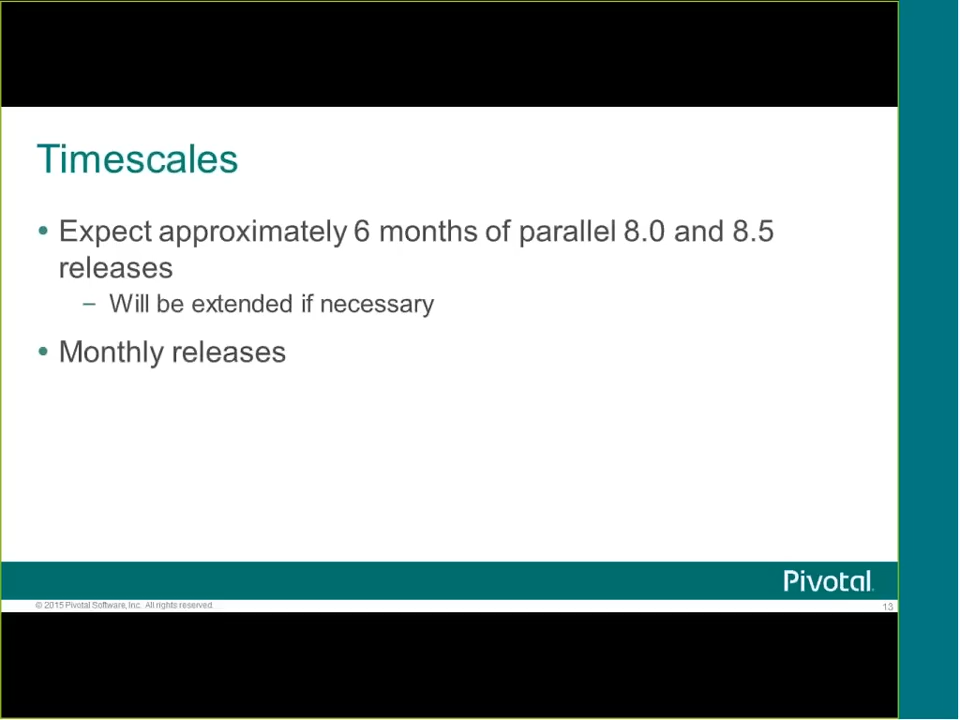 Timescales
• Expect approximately 6 months of parallel 8.0 and 8.5
releases
– Will be extended if necessary
• Monthly releases
Pivotal
© 2015 Pivotal Software, Inc. All rights reserved.
13